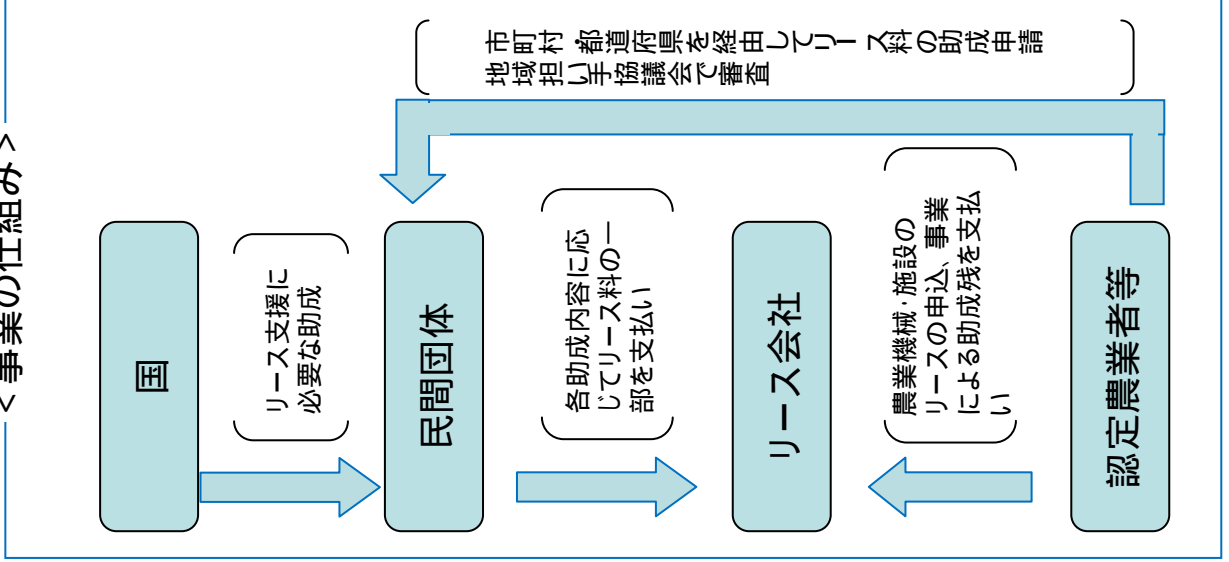 ＜事業の仕組み＞
国
リース支援に
必要な助成
民間団体
各助成内容に応
じてリース料の一
部を支払い
リース会社
農業機械・施設の
リースの申込、事業
による助成残を支払
い
認定農業者等
市町村・都道府県を経由してリース料の助成申請
地域担い手協議会で審査